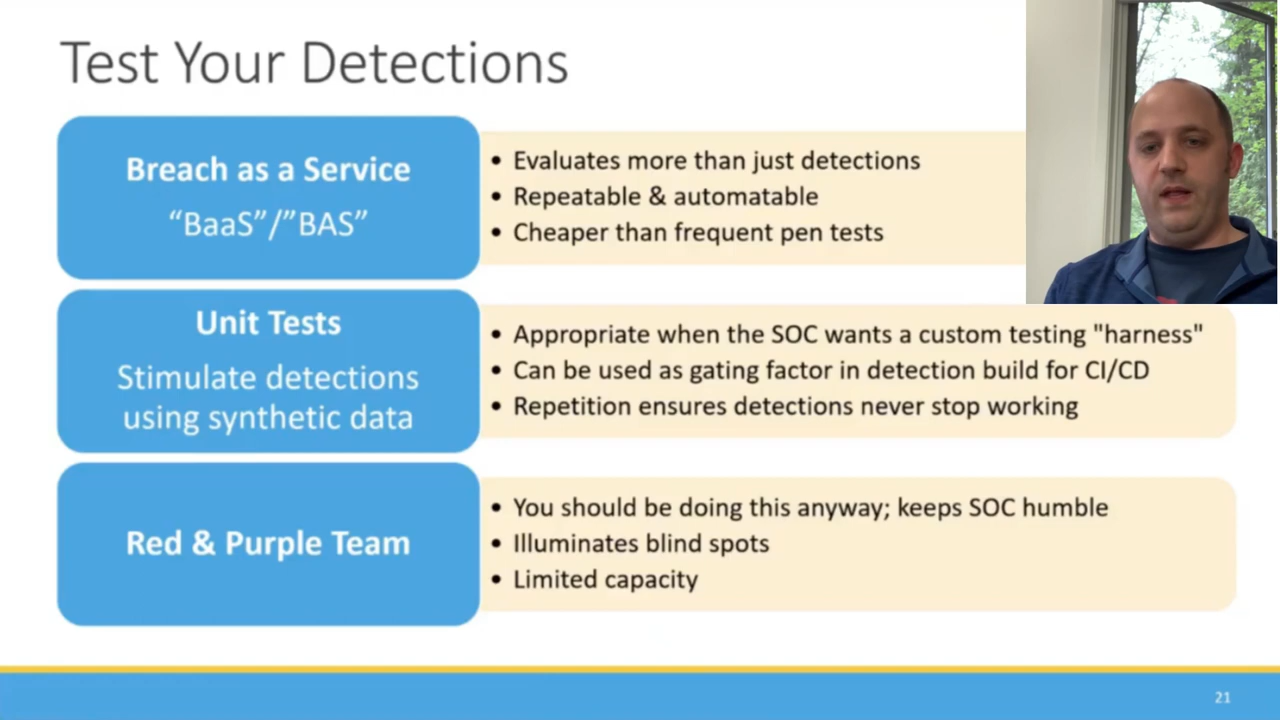 Test Your Detections
Breach as a Service
“BaaS”/”BAS”
• Evaluates more than just detections
• Repeatable & automatable
• Cheaper than frequent pen tests
Unit Tests
Stimulate detections
using synthetic data
• Appropriate when the SOC wants a custom testing "harness"
• Can be used as gating factor in detection build for CI/CD
• Repetition ensures detections never stop working
Red & Purple Team
• You should be doing this anyway; keeps SOC humble
• Illuminates blind spots
• Limited capacity
21